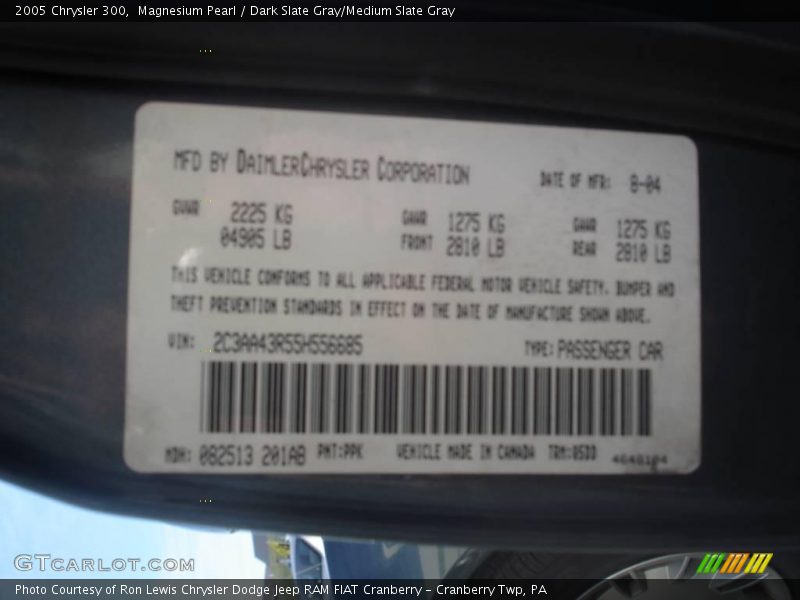 2005 Chrysler 300,  Magnesium Pearl / Dark Slate Gray/Medium Slate Gray
MFD BY DAIMLERCHRYSLER CORPORATION DATE OF MFR: 8-04
GVWR 2225 KG GAWR 1275 KG GAWR 1275 KG
04905 LB FRONT 2810 LB REAR 2810 LB
THIS VEHICLE CONFORMS TO ALL APPLICABLE FEDERAL MOTOR VEHICLE SAFETY, BUMPER AND
THEFT PREVENTION STANDARDS IN EFFECT ON THE DATE OF MANUFACTURE SHOWN ABOVE.
VIN: 2C3AA43R55H556685 TYPE: PASSENGER CAR
MDH: 082513 201AB PNT:PPK VEHICLE MADE IN CANADA TRM:
GTCARLOT.COM
Photo Courtesy of Ron Lewis Chrysler Dodge Jeep RAM FIAT Cranberry - Cranberry Twp, PA